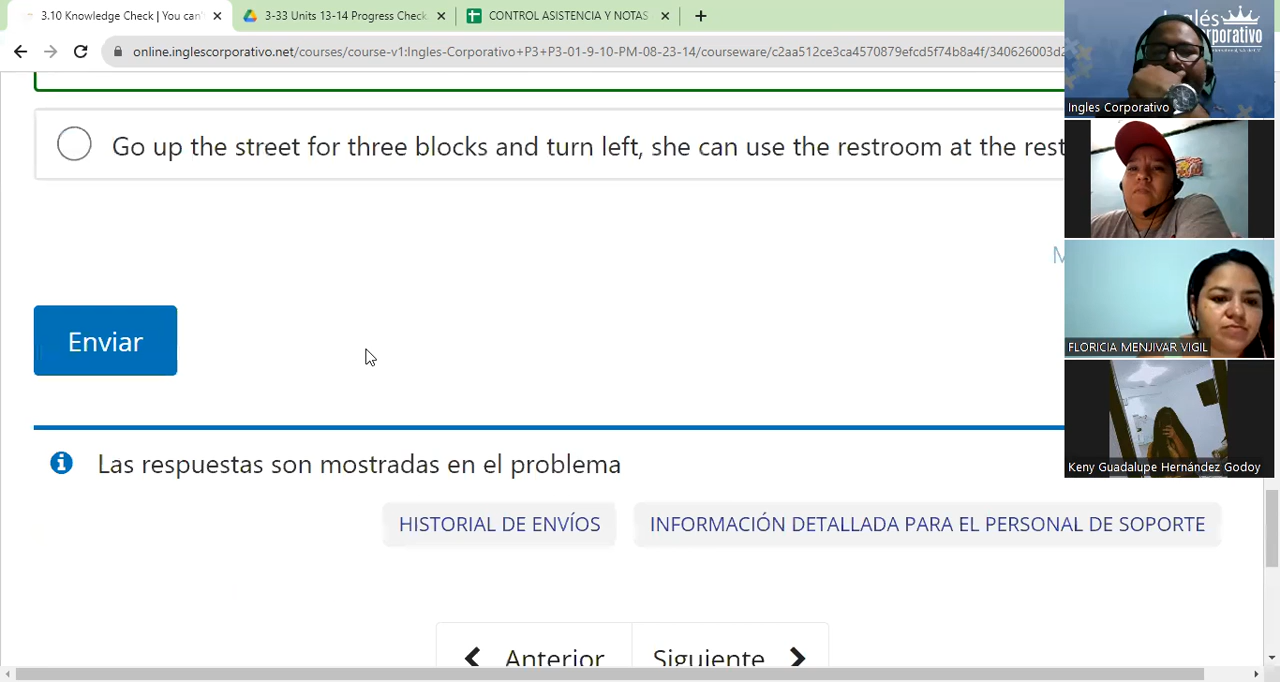 3.10 Knowledge Check | You can'
3-33 Units 13-14 Progress Check.
CONTROL ASISTENCIA Y NOTAS
online.inglescorporativo.net/courses/course-v1:Ingles-Corporativo+P3+P3-01-9-10-PM-08-23-14/courseware/c2aa512ce3ca4570879efcd5f74b8a4f/340626003d2
Inglés
Corporativo
Ingles Corporativo
Go up the street for three blocks and turn left, she can use the restroom at the rest
M
Enviar
FLORICIA MENJIVAR VIGIL
Las respuestas son mostradas en el problema
Keny Guadalupe Hernández Godoy
HISTORIAL DE ENVÍOS
INFORMACIÓN DETALLADA PARA EL PERSONAL DE SOPORTE
Anterior
Siguiente